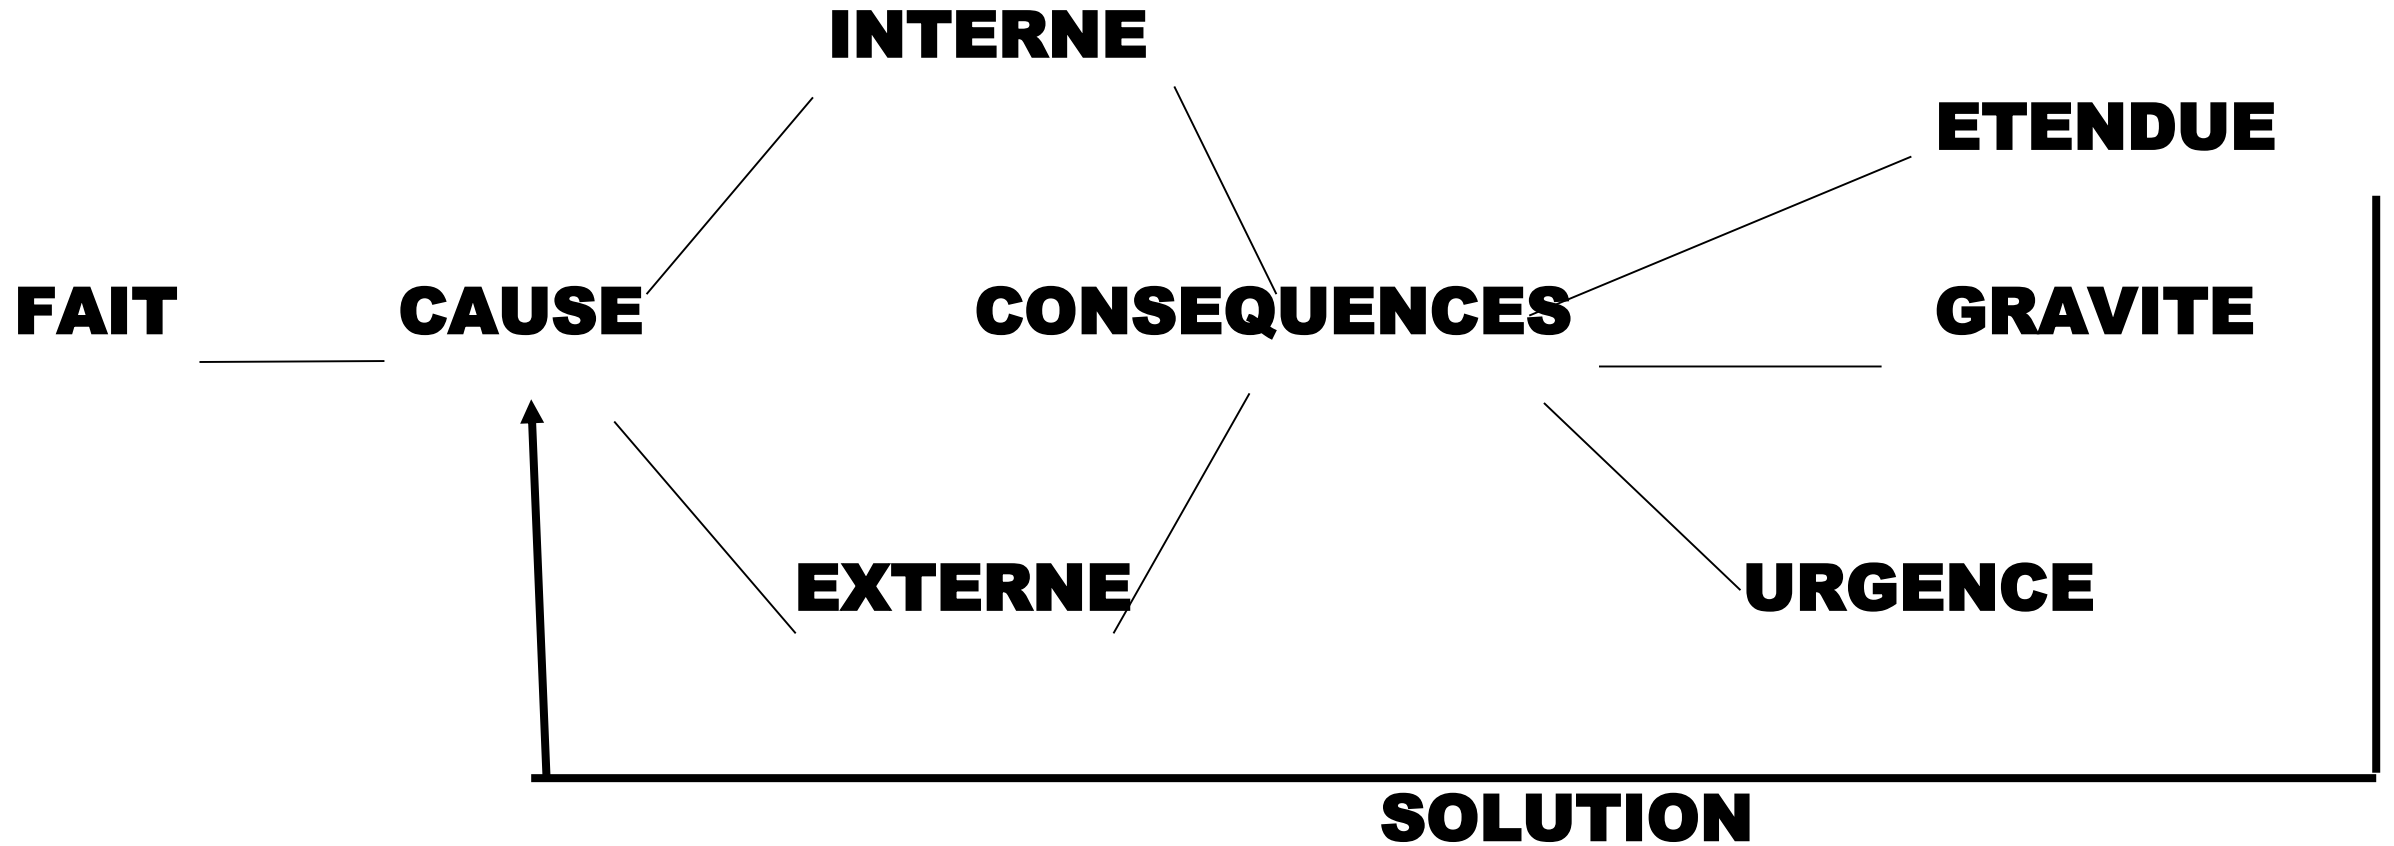 INTERNE
ETENDUE
FAIT CAUSE CONSEQUENCES GRAVITE
EXTERNE URGENCE
SOLUTION